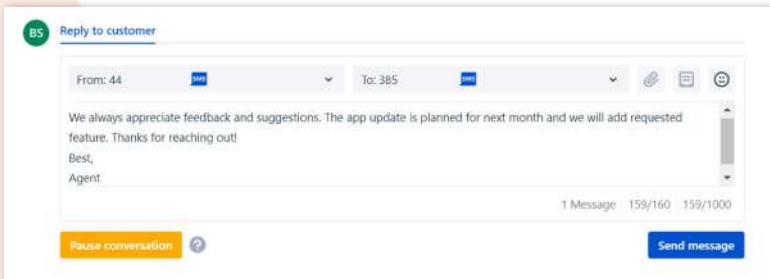 BS Reply to customer
From: 44 SMS To: 385 SMS
We always appreciate feedback and suggestions. The app update is planned for next month and we will add requested
feature. Thanks for reaching out!
Best,
Agent
1 Message 159/160 159/1000
Pause conversation ? Send message